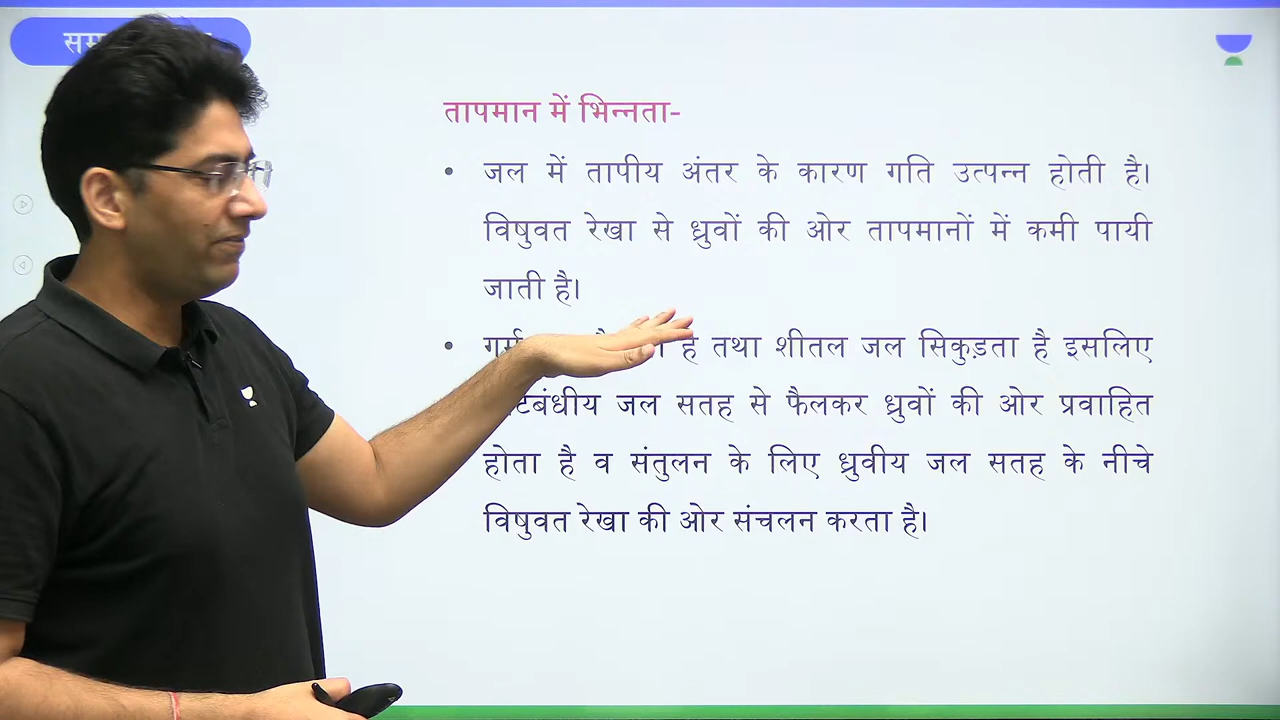 तापमान में भिन्नता-
• जल में तापीय अंतर के कारण गति उत्पन्न होती है।
विषुवत रेखा से ध्रुवों की ओर तापमानों में कमी पायी
जाती है।
• है तथा शीतल जल सिकुड़ता है इसलिए
जल सतह से फैलकर ध्रुवों की ओर प्रवाहित
होता है व संतुलन के लिए ध्रुवीय जल सतह के नीचे
विषुवत रेखा की ओर संचलन करता है।